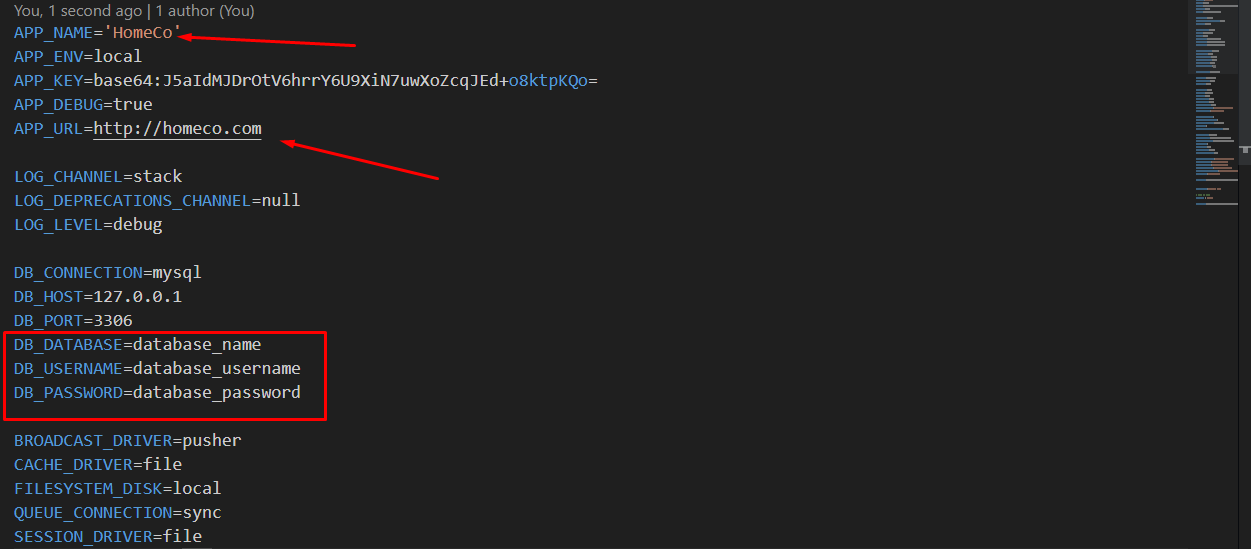 You, 1 second ago | 1 author (You)
APP_NAME='HomeCo'
APP_ENV=local
APP_KEY=base64:J5aIdMJDrOtV6hrrY6U9XiN7uwXoZcqJEd+o8ktpKQo=
APP_DEBUG=true
APP_URL=http://homeco.com
LOG_CHANNEL=stack
LOG_DEPRECATIONS_CHANNEL=null
LOG_LEVEL=debug
DB_CONNECTION=mysql
DB_HOST=127.0.0.1
DB_PORT=3306
DB_DATABASE=database_name
DB_USERNAME=database_username
DB_PASSWORD=database_password
BROADCAST_DRIVER=pusher
CACHE_DRIVER=file
FILESYSTEM_DISK=local
QUEUE_CONNECTION=sync
SESSION_DRIVER=file